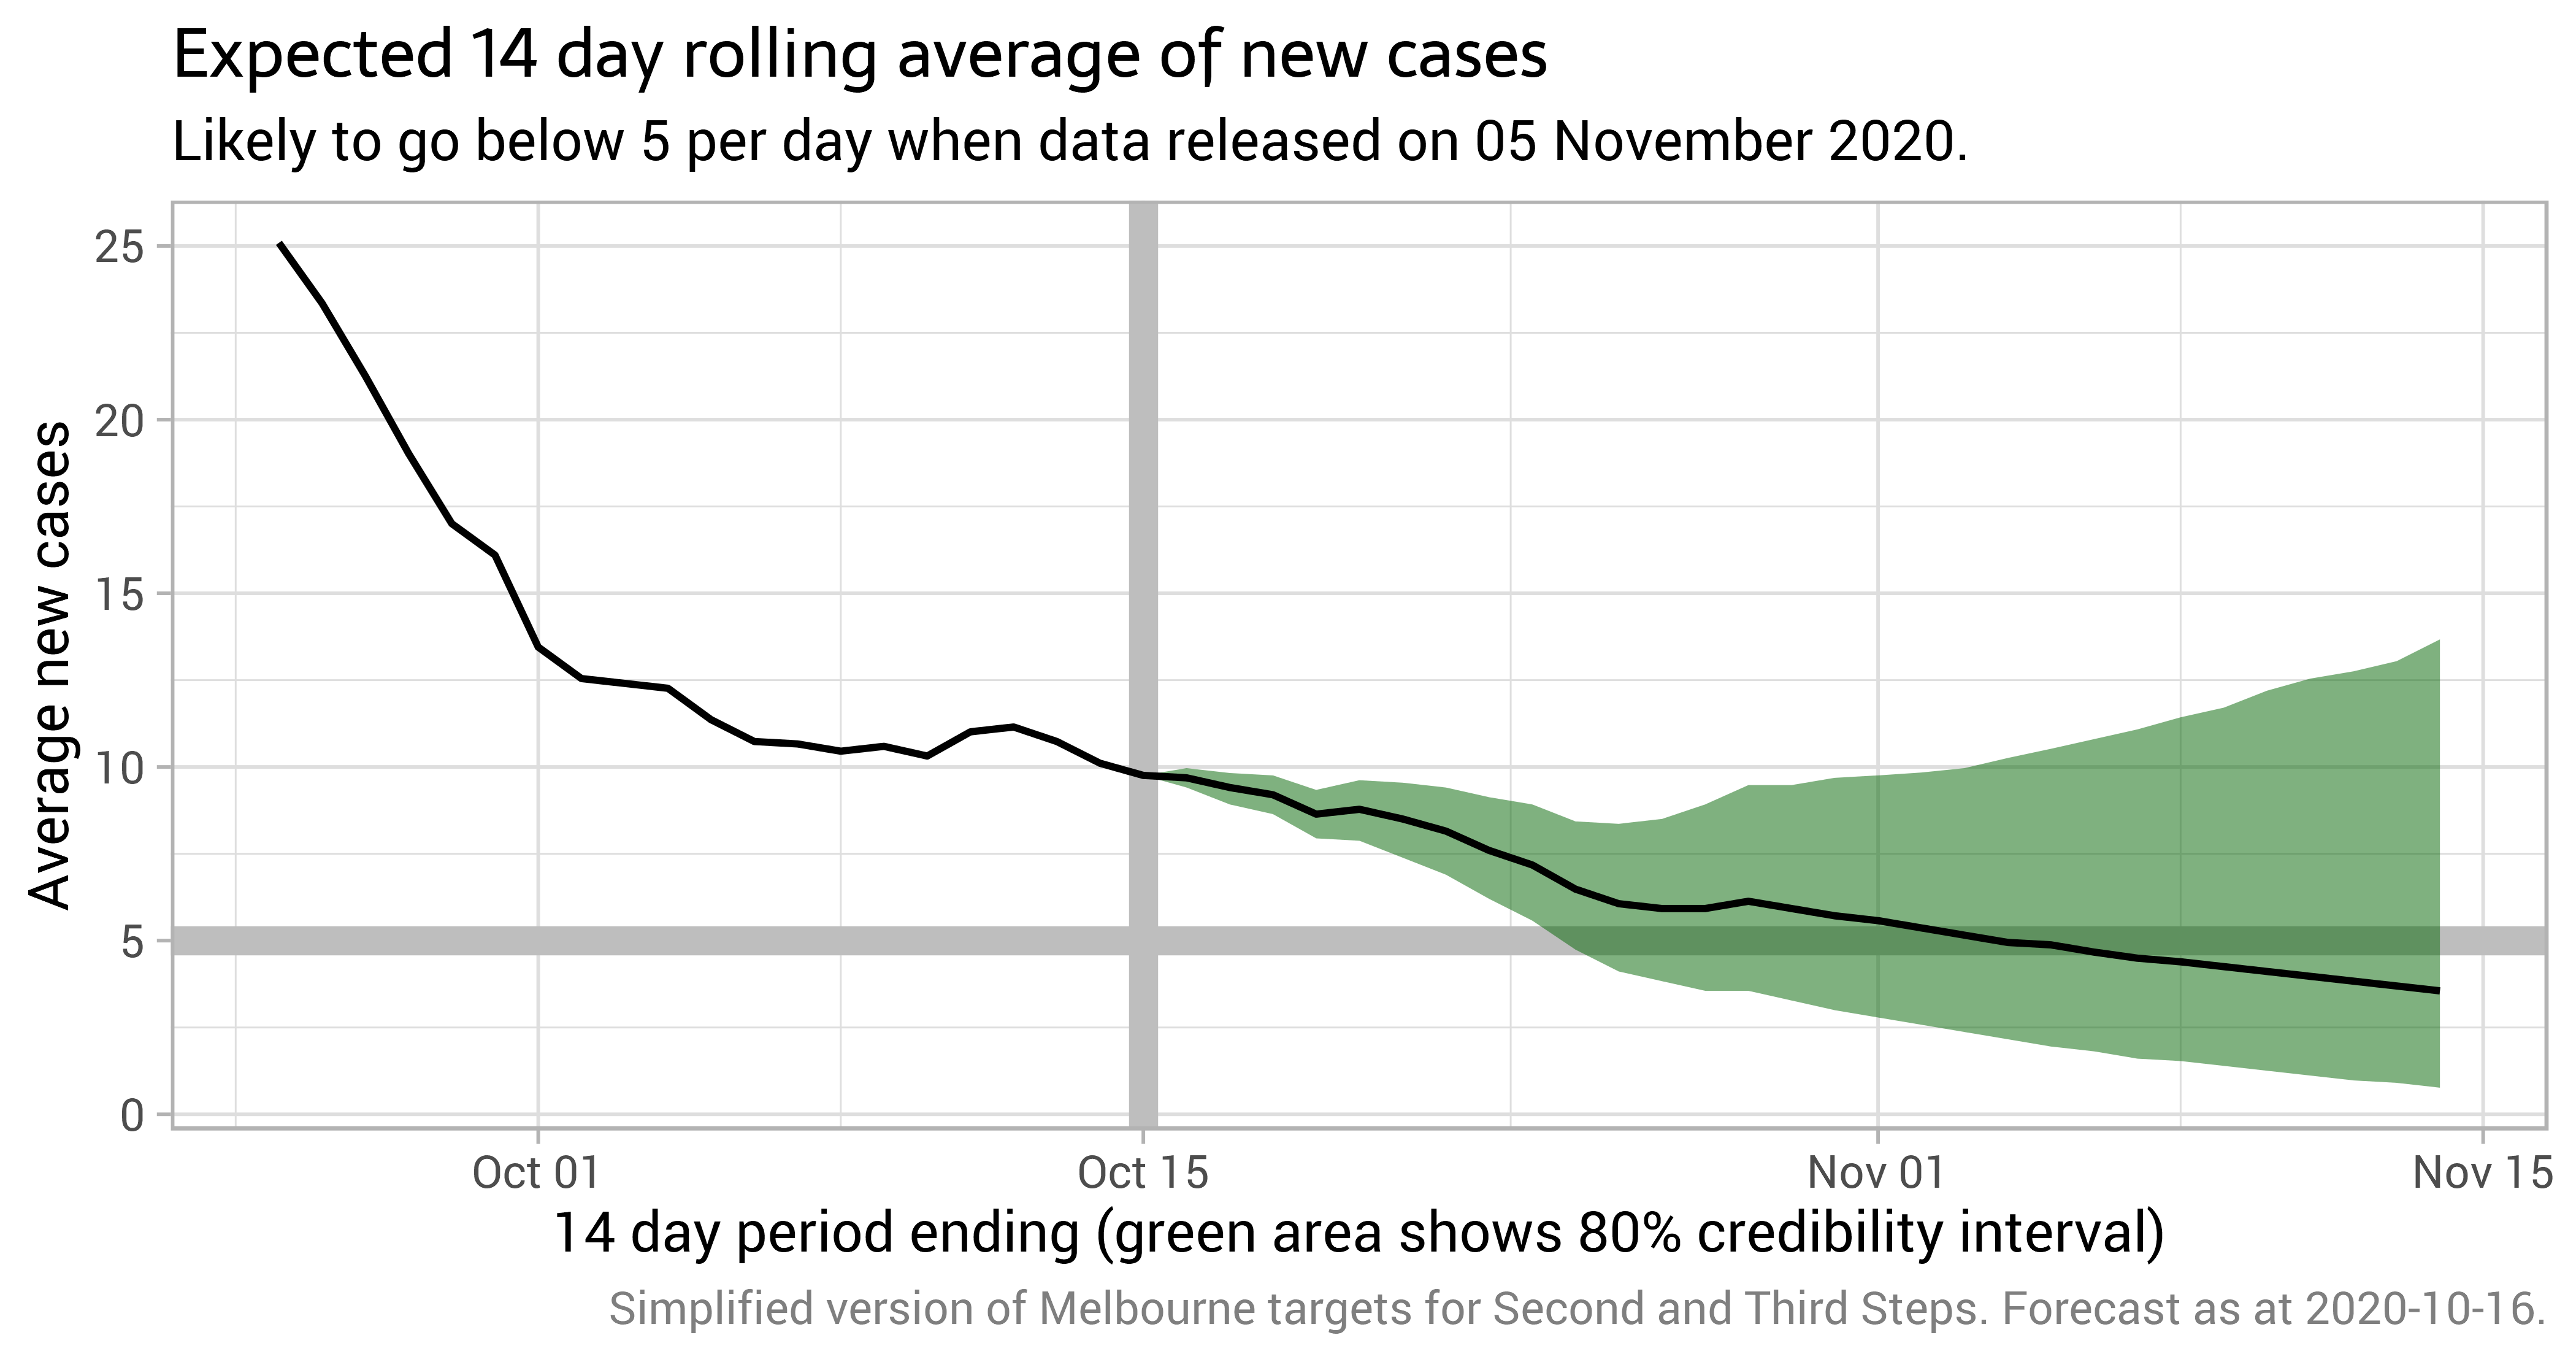 Expected 14 day rolling average of new cases
Likely to go below 5 per day when data released on 05 November 2020.
Average new cases
25
20
15
10
5
0
Oct 01
Oct 15
Nov 01
Nov 15
14 day period ending (green area shows 80% credibility interval)
Simplified version of Melbourne targets for Second and Third Steps. Forecast as at 2020-10-16.